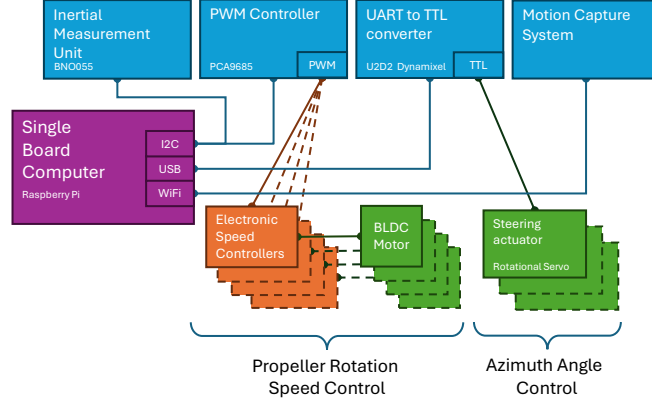 Inertial
Measurement
Unit
BNO055
PWM Controller
PCA9685
PWM
UART to TTL
converter
U2D2 Dynamixel
TTL
Motion Capture
System
Single
Board
Computer
Raspberry Pi
I2C
USB
WiFi
Electronic
Speed
Controllers
BLDC
Motor
Steering
actuator
Rotational Servo
Propeller Rotation
Speed Control
Azimuth Angle
Control